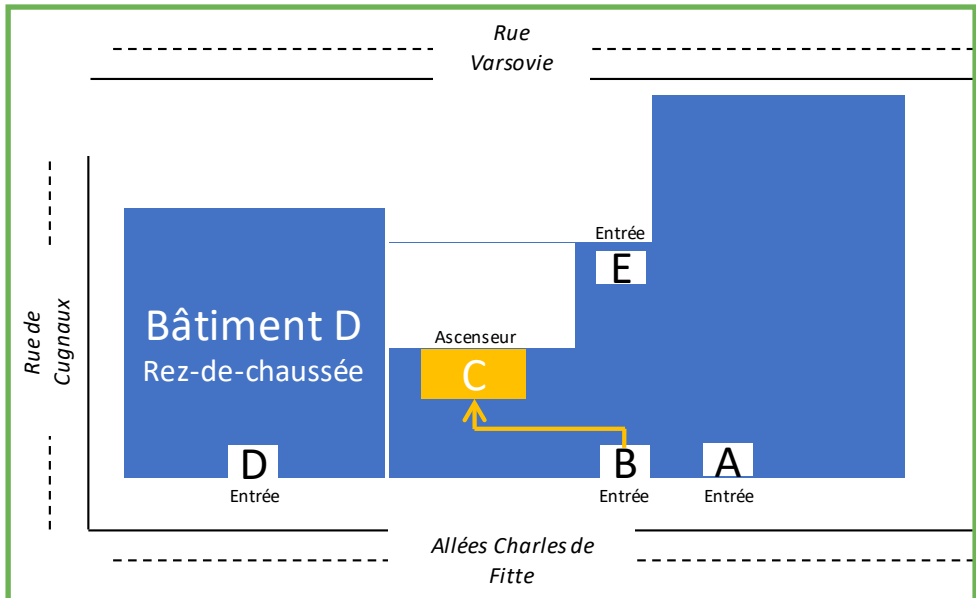 Rue
Varsovie
Rue de
Cugnaux
Entrée
E
Bâtiment D
Rez-de-chaussée
Ascenseur
C
D
Entrée
B
Entrée
A
Entrée
Allées Charles de
Fitte